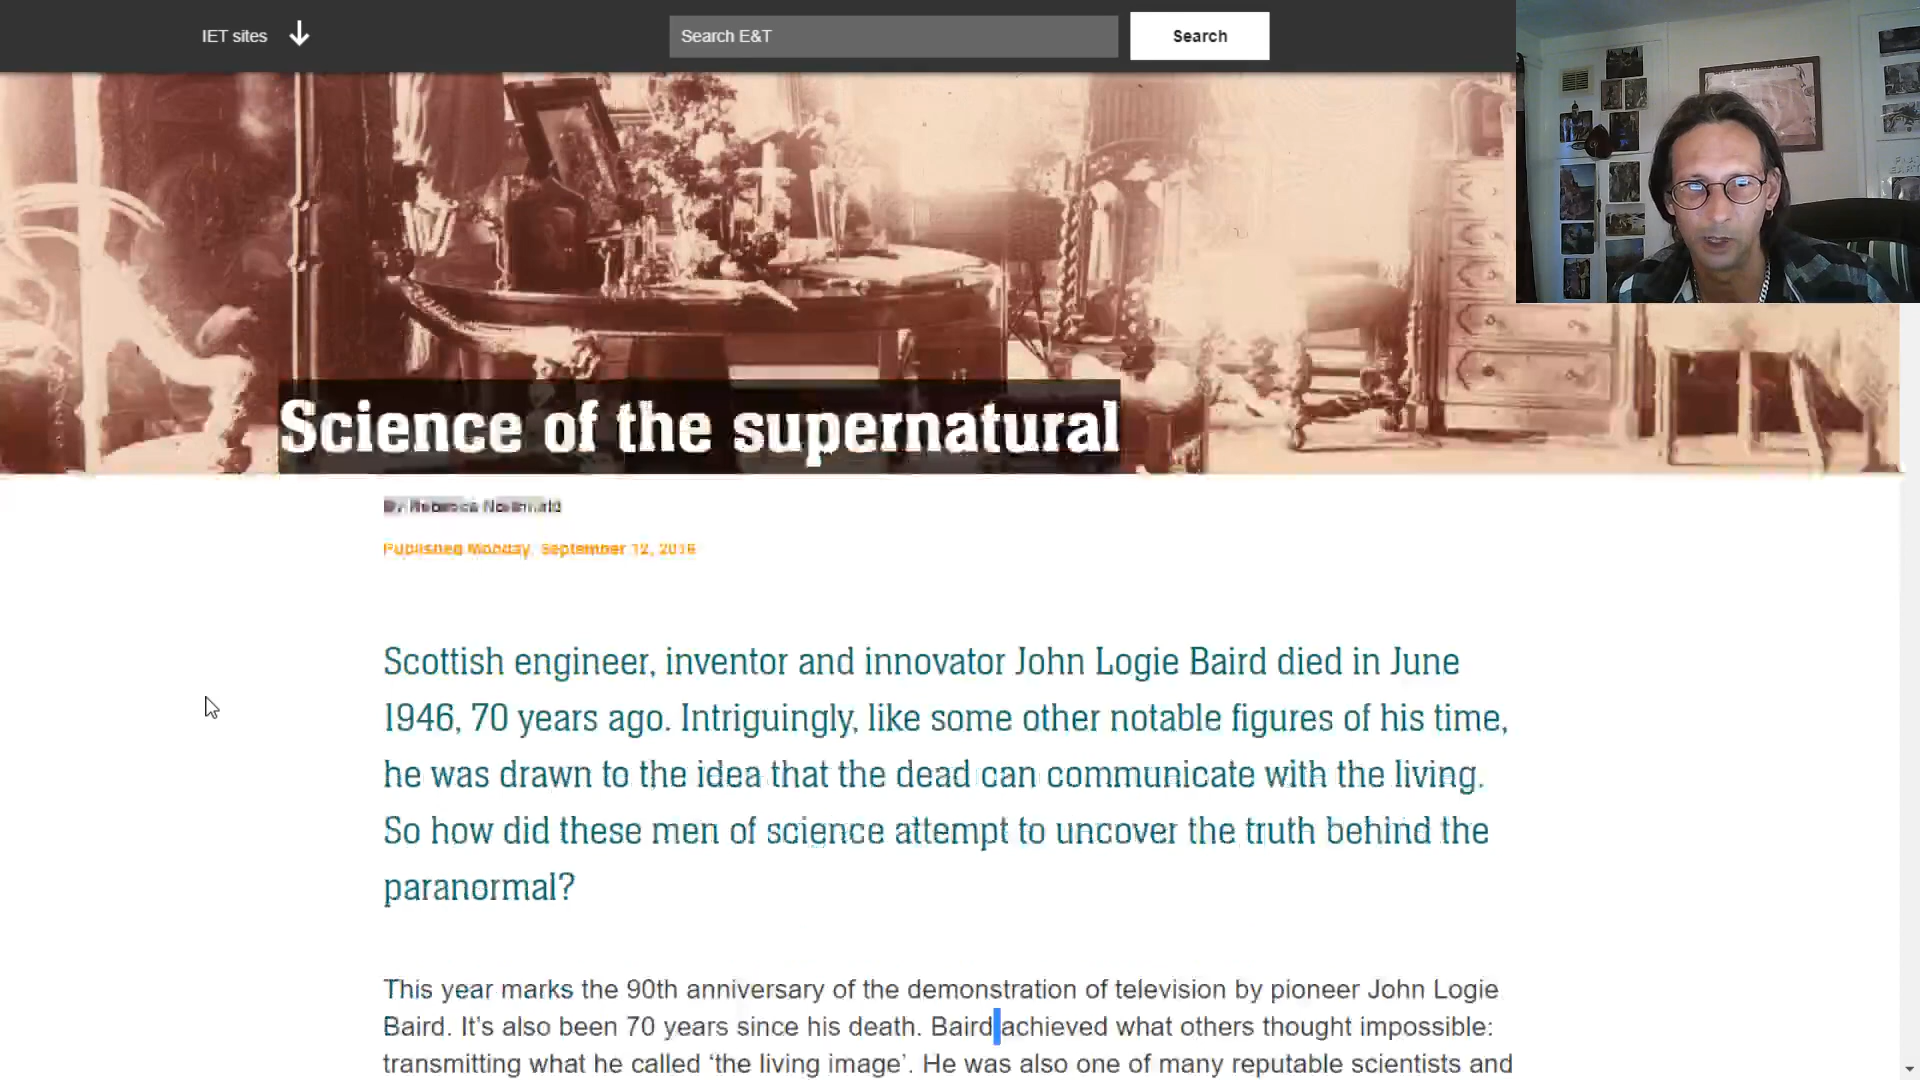 IET sites
Search E&T
Search
Science of the supernatural
Published Monday, September 12, 2016
Scottish engineer, inventor and innovator John Logie Baird died in June
1946, 70 years ago. Intriguingly, like some other notable figures of his time,
he was drawn to the idea that the dead can communicate with the living.
So how did these men of science attempt to uncover the truth behind the
paranormal?
This year marks the 90th anniversary of the demonstration of television by pioneer John Logie
Baird. It's also been 70 years since his death. Baird achieved what others thought impossible:
transmitting what he called ‘the living image’. He was also one of many reputable scientists and